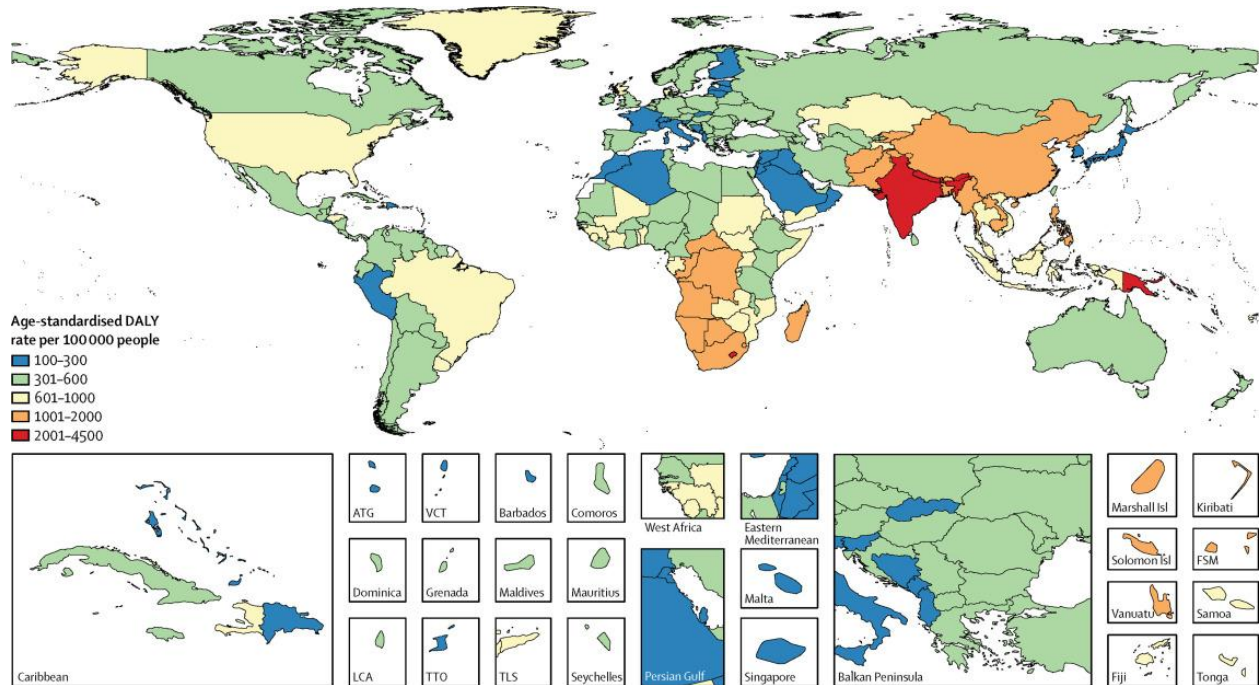 Age-standardised DALY
rate per 100 000 people
100–300
301–600
601–1000
1001–2000
2001–4500
Caribbean
ATG
VCT
Barbados
Comoros
Dominica
Grenada
Maldives
Mauritius
LCA
TTO
TLS
Seychelles
West Africa
Eastern
Mediterranean
Persian Gulf
Malta
Singapore
Balkan Peninsula
Marshall Isl
Kiribati
Solomon Isl
FSM
Vanuatu
Samoa
Fiji
Tonga